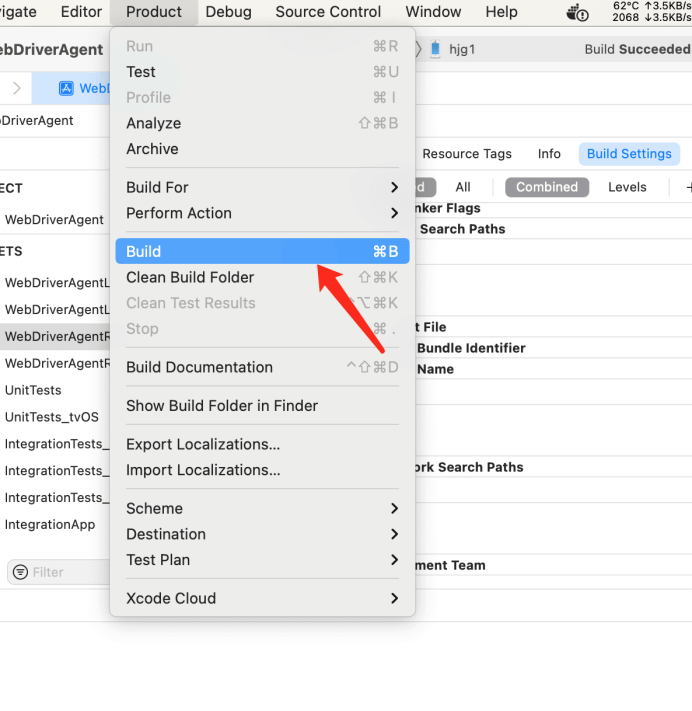 igate Editor Product Debug Source Control Window Help 62°C ↑3.5KB/s
2068 ↓3.5KB/s
ebDriverAgent hjg1 Build Succeeded
WebD
DriverAgent
Run ⌘R
Test ⌘U
Profile ⌘I
Analyze ⇧⌘B
Archive
Build For
Perform Action
Build ⌘B
Clean Build Folder ⇧⌘K
Clean Test Results ⌥⌘K
Stop ⌘.
Build Documentation ^⇧⌘D
Show Build Folder in Finder
Export Localizations...
Import Localizations...
Scheme
Destination
Test Plan
Xcode Cloud
Resource Tags Info Build Settings
d All Combined Levels +
nker Flags
Search Paths
t File
Bundle Identifier
Name
ork Search Paths
ment Team
ECT
WebDriverAgent
ETS
WebDriverAgentL
WebDriverAgentL
WebDriverAgentR
WebDriverAgentR
UnitTests
UnitTests_tvOS
IntegrationTests_
IntegrationTests_
IntegrationTests_
IntegrationApp
Filter